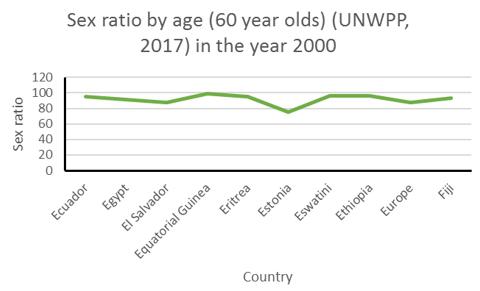 Sex ratio by age (60 year olds) (UNWPP,
2017) in the year 2000
120
100
80
60
40
20
0
Sex ratio
Ecuador
Egypt
El Salvador
Equatorial Guinea
Eritrea
Estonia
Eswatini
Ethiopia
Europe
Fiji
Country